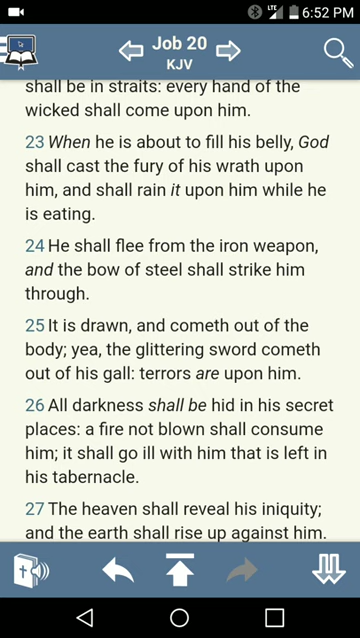 LTE 6:52 PM
Job 20
KJV
shall be in straits: every hand of the
wicked shall come upon him.
23 When he is about to fill his belly, God
shall cast the fury of his wrath upon
him, and shall rain it upon him while he
is eating.
24 He shall flee from the iron weapon,
and the bow of steel shall strike him
through.
25 It is drawn, and cometh out of the
body; yea, the glittering sword cometh
out of his gall: terrors are upon him.
26 All darkness shall be hid in his secret
places: a fire not blown shall consume
him; it shall go ill with him that is left in
his tabernacle.
27 The heaven shall reveal his iniquity;
and the earth shall rise up against him.